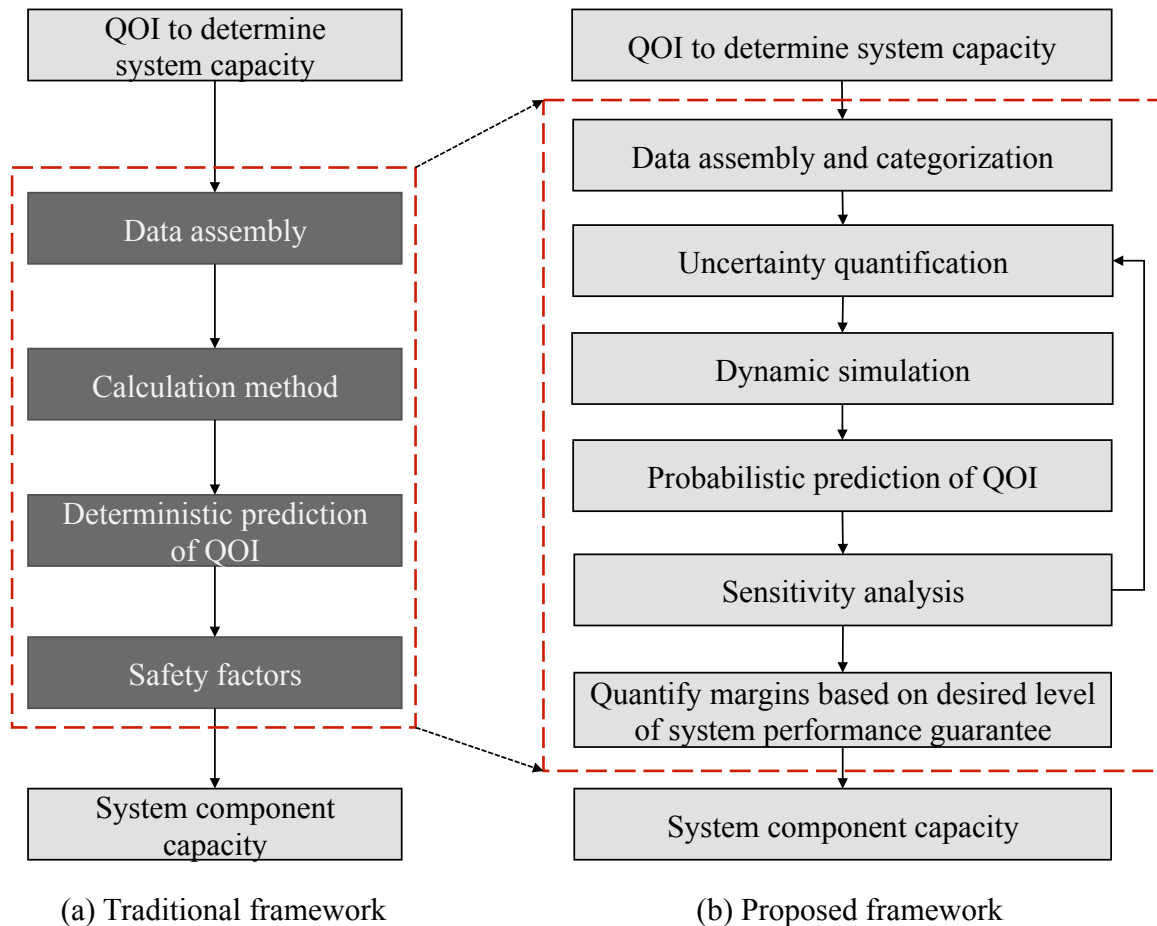 QOI to determine
system capacity
Data assembly
Calculation method
Deterministic prediction
of QOI
Safety factors
System component
capacity
(a) Traditional framework
QOI to determine system capacity
Data assembly and categorization
Uncertainty quantification
Dynamic simulation
Probabilistic prediction of QOI
Sensitivity analysis
Quantify margins based on desired level
of system performance guarantee
System component capacity
(b) Proposed framework